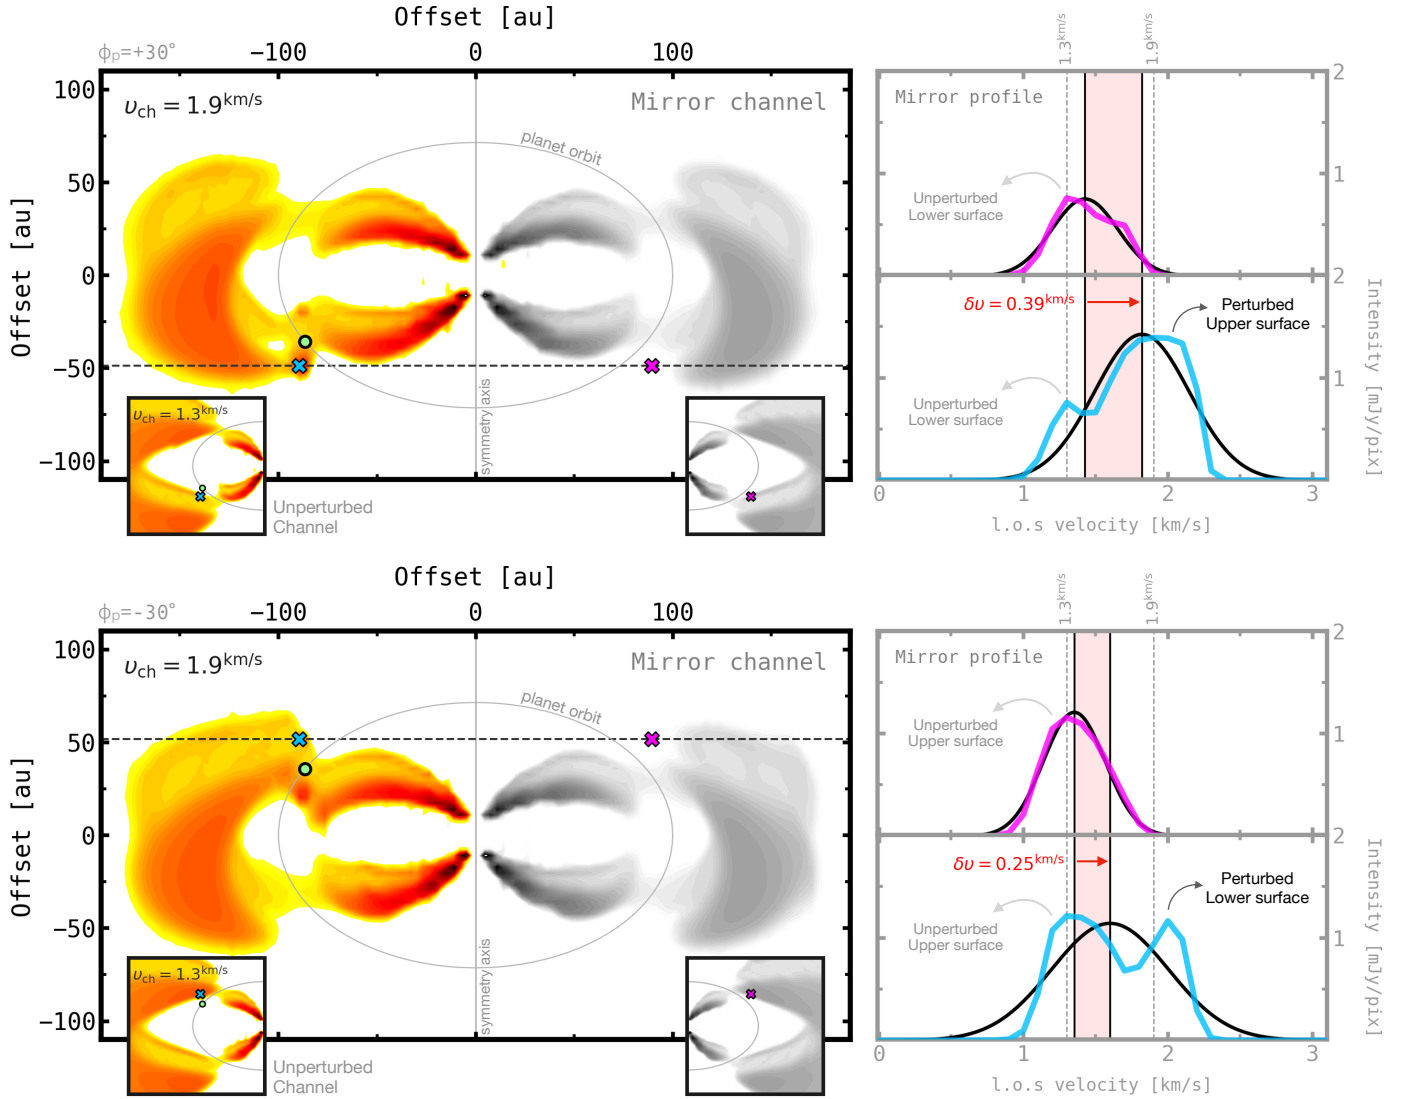 Offset [au]
ϕp=+30° −100 0 100
1.3km/s 1.9km/s
υch = 1.9km/s Mirror channel
planet orbit
Offset [au]
100
50
0
−50
−100
symmetry axis
υch = 1.3km/s
Unperturbed
Channel
Mirror profile
Unperturbed
Lower surface
2
1
2
1
δυ = 0.39km/s
Perturbed
Upper surface
Unperturbed
Lower surface
Intensity [mJy/pix]
0 1 2 3
l.o.s velocity [km/s]
Offset [au]
ϕp=-30° −100 0 100
1.3km/s 1.9km/s
υch = 1.9km/s Mirror channel
planet orbit
Offset [au]
100
50
0
−50
−100
symmetry axis
υch = 1.3km/s
Unperturbed
Channel
Mirror profile
Unperturbed
Upper surface
2
1
2
1
δυ = 0.25km/s
Perturbed
Lower surface
Unperturbed
Upper surface
Intensity [mJy/pix]
0 1 2 3
l.o.s velocity [km/s]